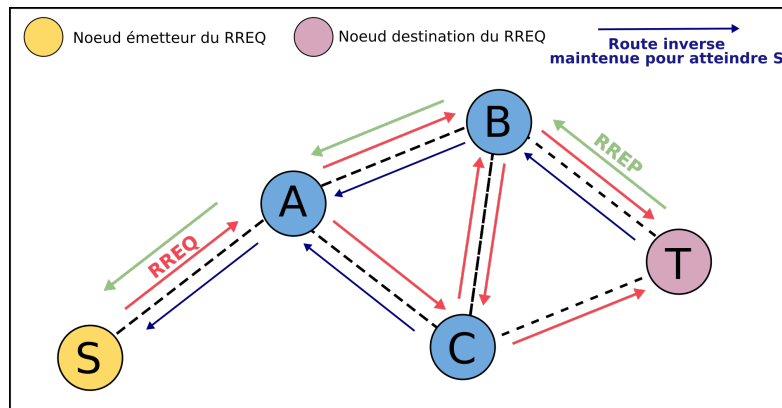 Noeud émetteur du RREQ
Noeud destination du RREQ
Route inverse
maintenue pour atteindre S
B
RREP
A
RREQ
T
C
S